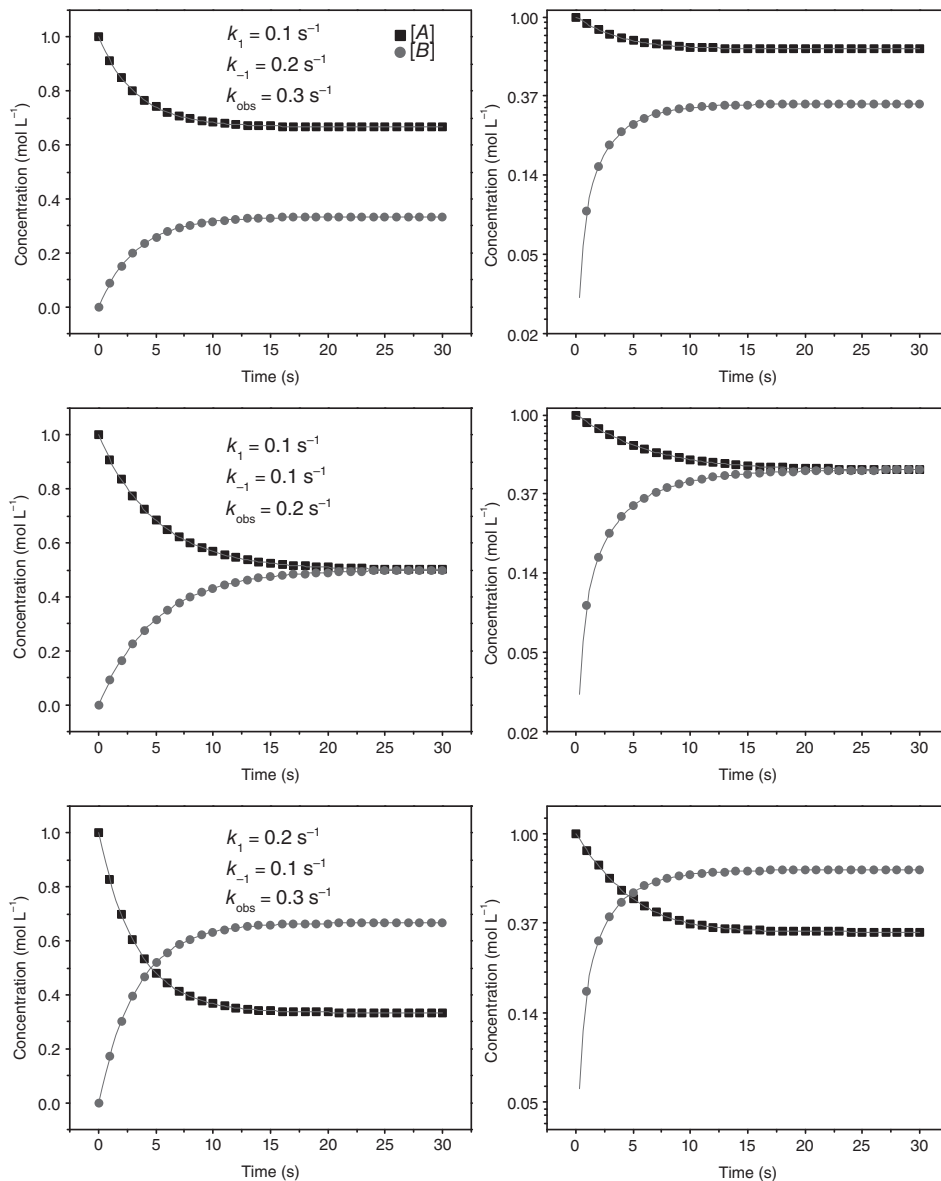 k₁ = 0.1 s⁻¹
k₋₁ = 0.2 s⁻¹
k_obs = 0.3 s⁻¹
[A]
[B]
1.0
0.8
0.6
0.4
0.2
0.0
Concentration (mol L⁻¹)
0 5 10 15 20 25 30
Time (s)
1.00
0.37
0.14
0.05
0.02
Concentration (mol L⁻¹)
0 5 10 15 20 25 30
Time (s)
k₁ = 0.1 s⁻¹
k₋₁ = 0.1 s⁻¹
k_obs = 0.2 s⁻¹
1.0
0.8
0.6
0.4
0.2
0.0
Concentration (mol L⁻¹)
0 5 10 15 20 25 30
Time (s)
1.00
0.37
0.14
0.05
0.02
Concentration (mol L⁻¹)
0 5 10 15 20 25 30
Time (s)
k₁ = 0.2 s⁻¹
k₋₁ = 0.1 s⁻¹
k_obs = 0.3 s⁻¹
1.0
0.8
0.6
0.4
0.2
0.0
Concentration (mol L⁻¹)
0 5 10 15 20 25 30
Time (s)
1.00
0.37
0.14
0.05
Concentration (mol L⁻¹)
0 5 10 15 20 25 30
Time (s)